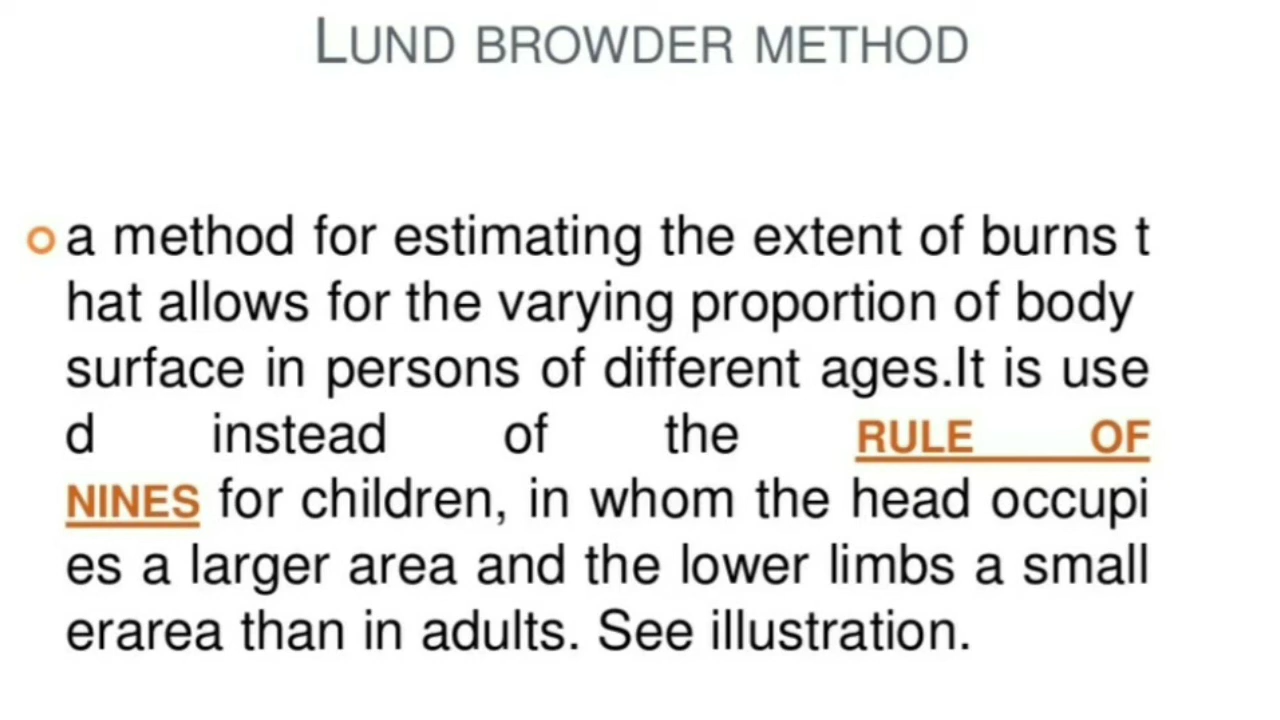 LUND BROWDER METHOD
a method for estimating the extent of burns t
hat allows for the varying proportion of body
surface in persons of different ages.It is use
d instead of the RULE OF
NINES for children, in whom the head occupi
es a larger area and the lower limbs a small
erarea than in adults. See illustration.